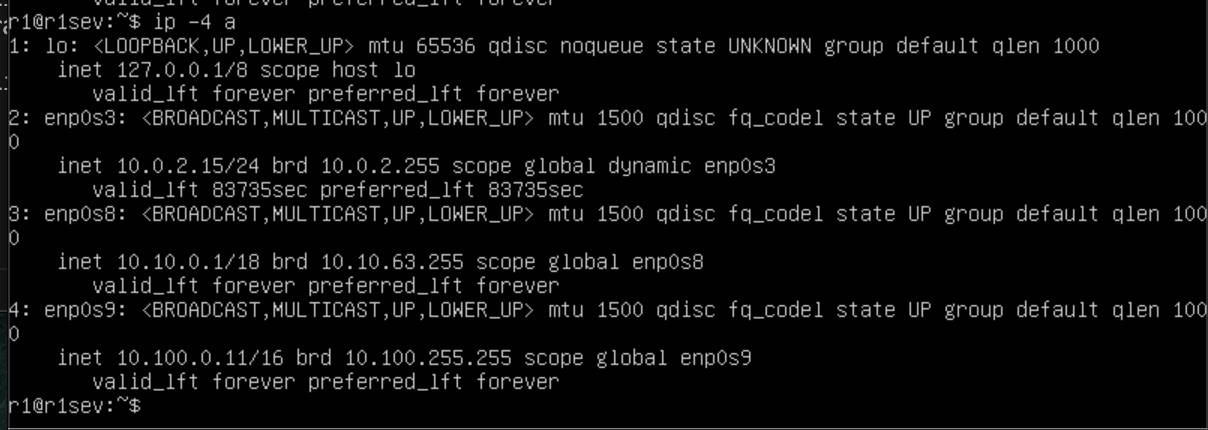 r1@r1sev:~$ ip -4 a
1: lo: <LOOPBACK,UP,LOWER_UP> mtu 65536 qdisc noqueue state UNKNOWN group default qlen 1000
    inet 127.0.0.1/8 scope host lo
       valid_lft forever preferred_lft forever
2: enp0s3: <BROADCAST,MULTICAST,UP,LOWER_UP> mtu 1500 qdisc fq_codel state UP group default qlen 100
0
    inet 10.0.2.15/24 brd 10.0.2.255 scope global dynamic enp0s3
       valid_lft 83735sec preferred_lft 83735sec
3: enp0s8: <BROADCAST,MULTICAST,UP,LOWER_UP> mtu 1500 qdisc fq_codel state UP group default qlen 100
0
    inet 10.10.0.1/18 brd 10.10.63.255 scope global enp0s8
       valid_lft forever preferred_lft forever
4: enp0s9: <BROADCAST,MULTICAST,UP,LOWER_UP> mtu 1500 qdisc fq_codel state UP group default qlen 100
0
    inet 10.100.0.11/16 brd 10.100.255.255 scope global enp0s9
       valid_lft forever preferred_lft forever
r1@r1sev:~$